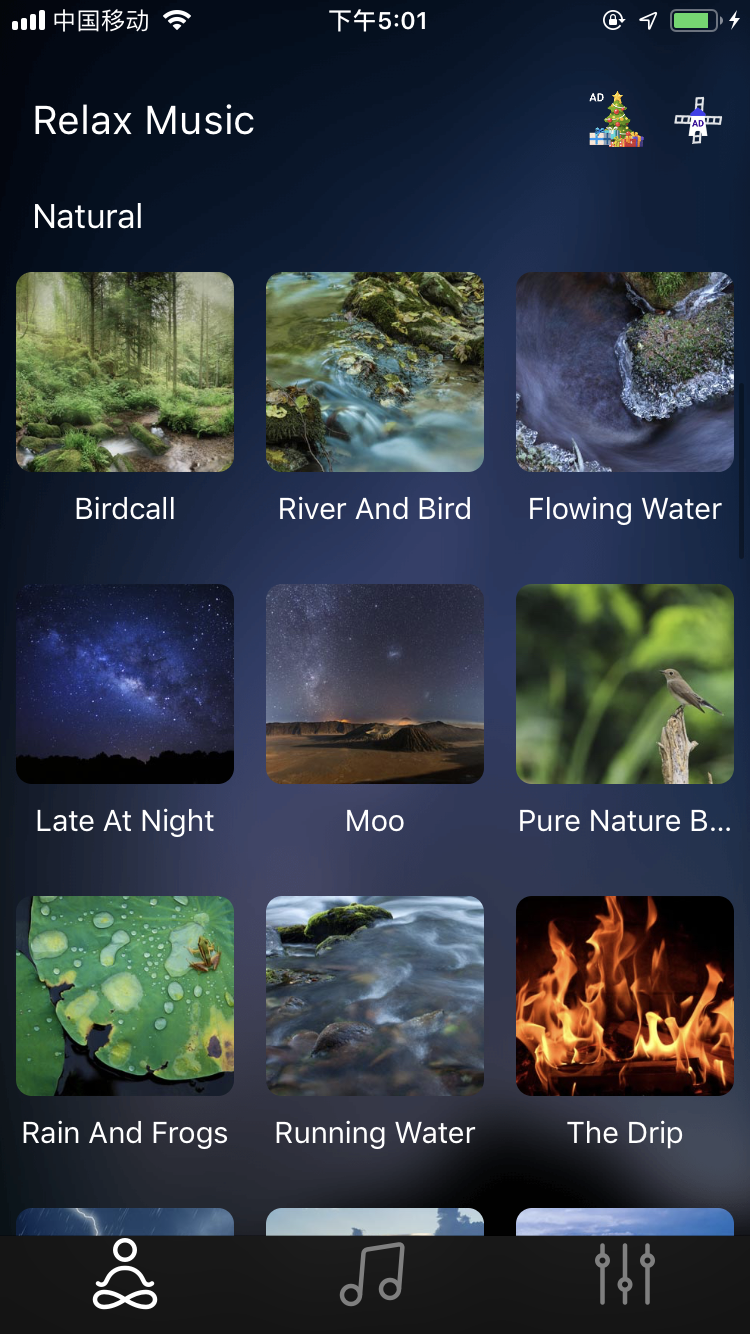 中国移动 下午5:01
AD
Relax Music
AD
Natural
Birdcall River And Bird Flowing Water
Late At Night Moo Pure Nature B...
Rain And Frogs Running Water The Drip